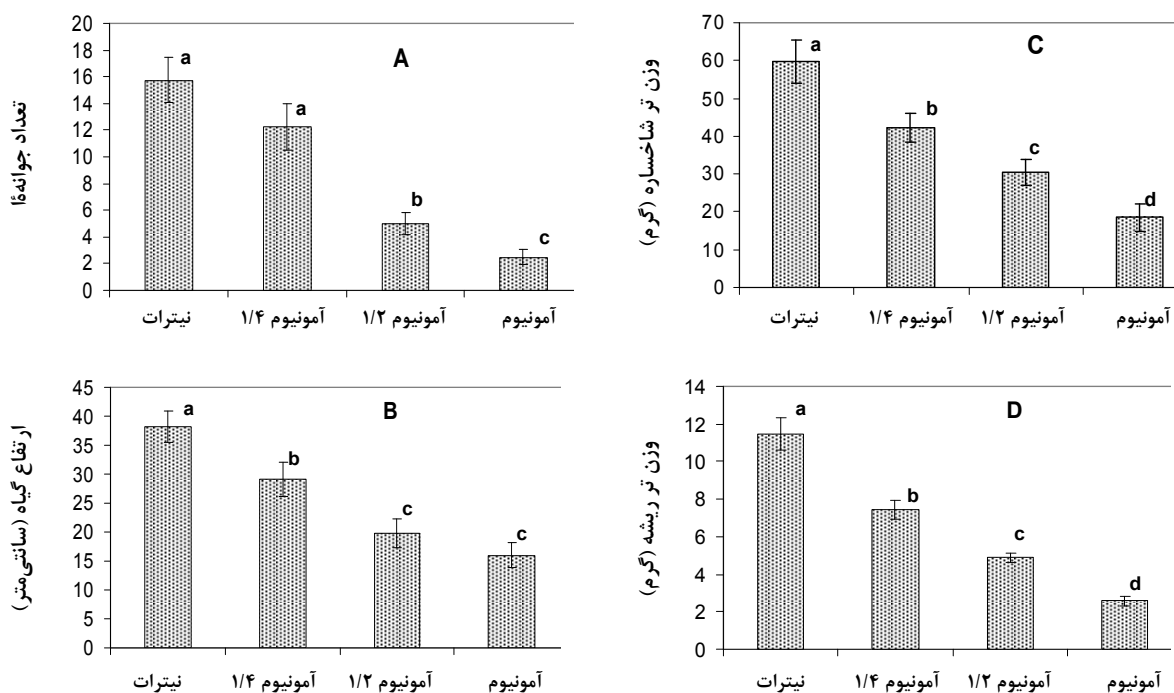 تعداد جوانه‌ها
20
18
16
14
12
10
8
6
4
2
0
A
a
a
b
c
نیترات
آمونیوم ۱/۴
آمونیوم ۱/۲
آمونیوم
وزن تر شاخساره (گرم)
70
60
50
40
30
20
10
0
C
a
b
c
d
نیترات
آمونیوم ۱/۴
آمونیوم ۱/۲
آمونیوم
ارتفاع گیاه (سانتی‌متر)
45
40
35
30
25
20
15
10
5
0
B
a
b
c
c
نیترات
آمونیوم ۱/۴
آمونیوم ۱/۲
آمونیوم
وزن تر ریشه (گرم)
14
12
10
8
6
4
2
0
D
a
b
c
d
نیترات
آمونیوم ۱/۴
آمونیوم ۱/۲
آمونیوم